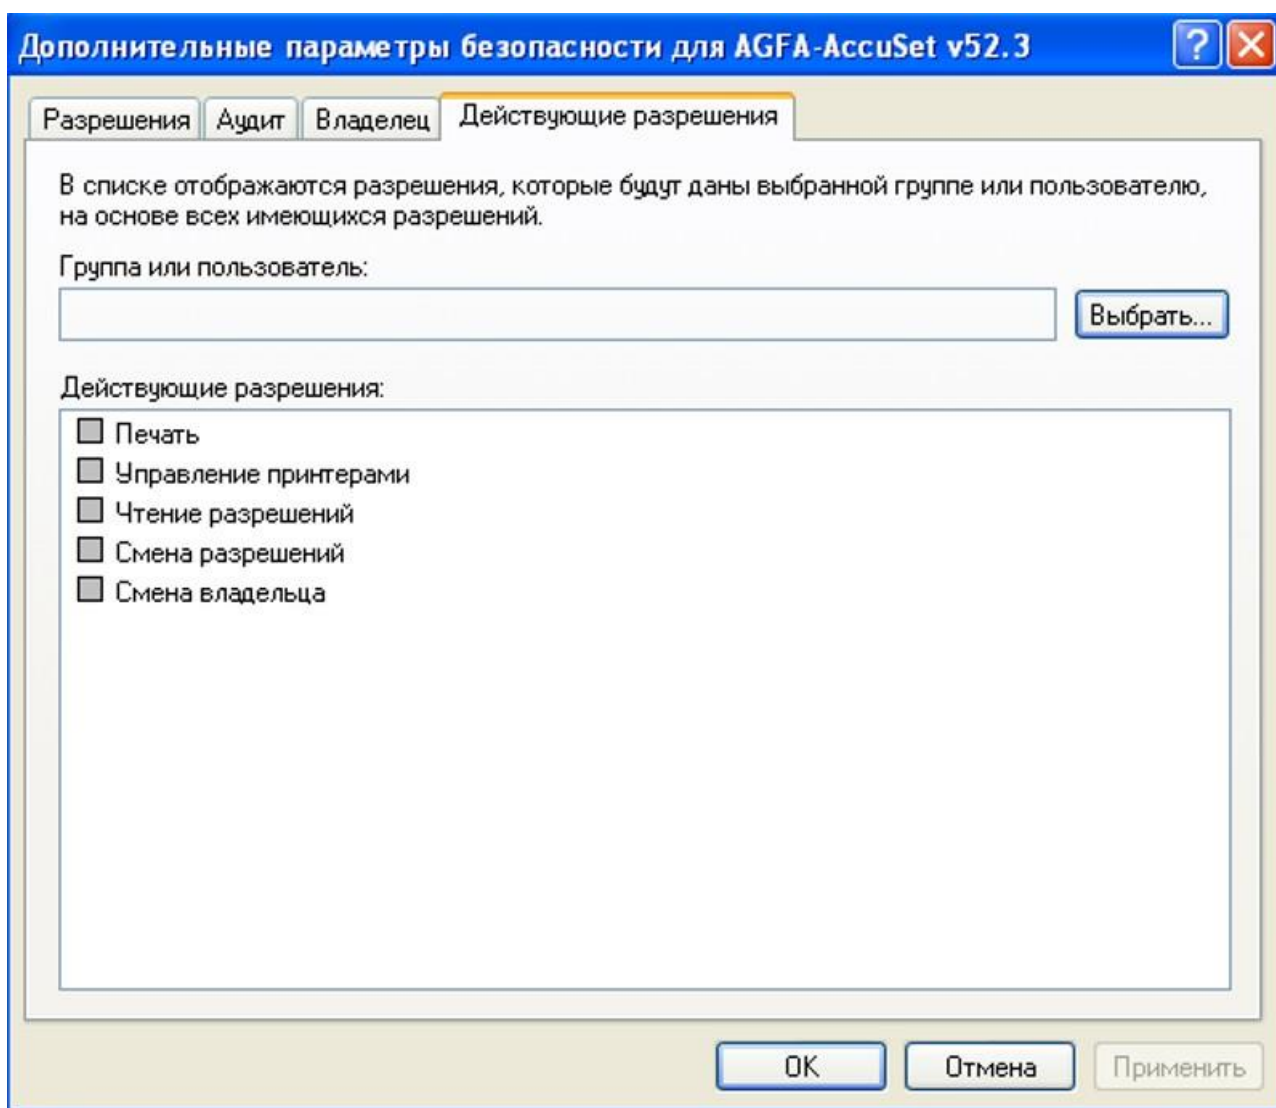 Дополнительные параметры безопасности для AGFA-AccuSet v52.3
Разрешения Аудит Владелец Действующие разрешения
В списке отображаются разрешения, которые будут даны выбранной группе или пользователю,
на основе всех имеющихся разрешений.
Группа или пользователь:
Выбрать...
Действующие разрешения:
Печать
Управление принтерами
Чтение разрешений
Смена разрешений
Смена владельца
OK Отмена Применить